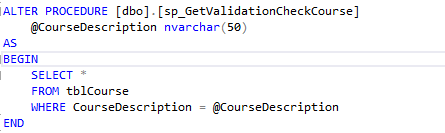 ALTER PROCEDURE [dbo].[sp_GetValidationCheckCourse]
@CourseDescription nvarchar(50)
AS
BEGIN
SELECT *
FROM tblCourse
WHERE CourseDescription = @CourseDescription
END